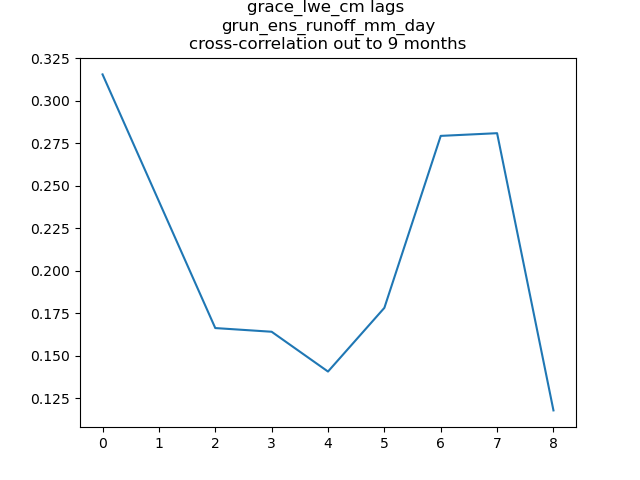 grace_lwe_cm lags
grun_ens_runoff_mm_day
cross-correlation out to 9 months
0.325
0.300
0.275
0.250
0.225
0.200
0.175
0.150
0.125
0 1 2 3 4 5 6 7 8